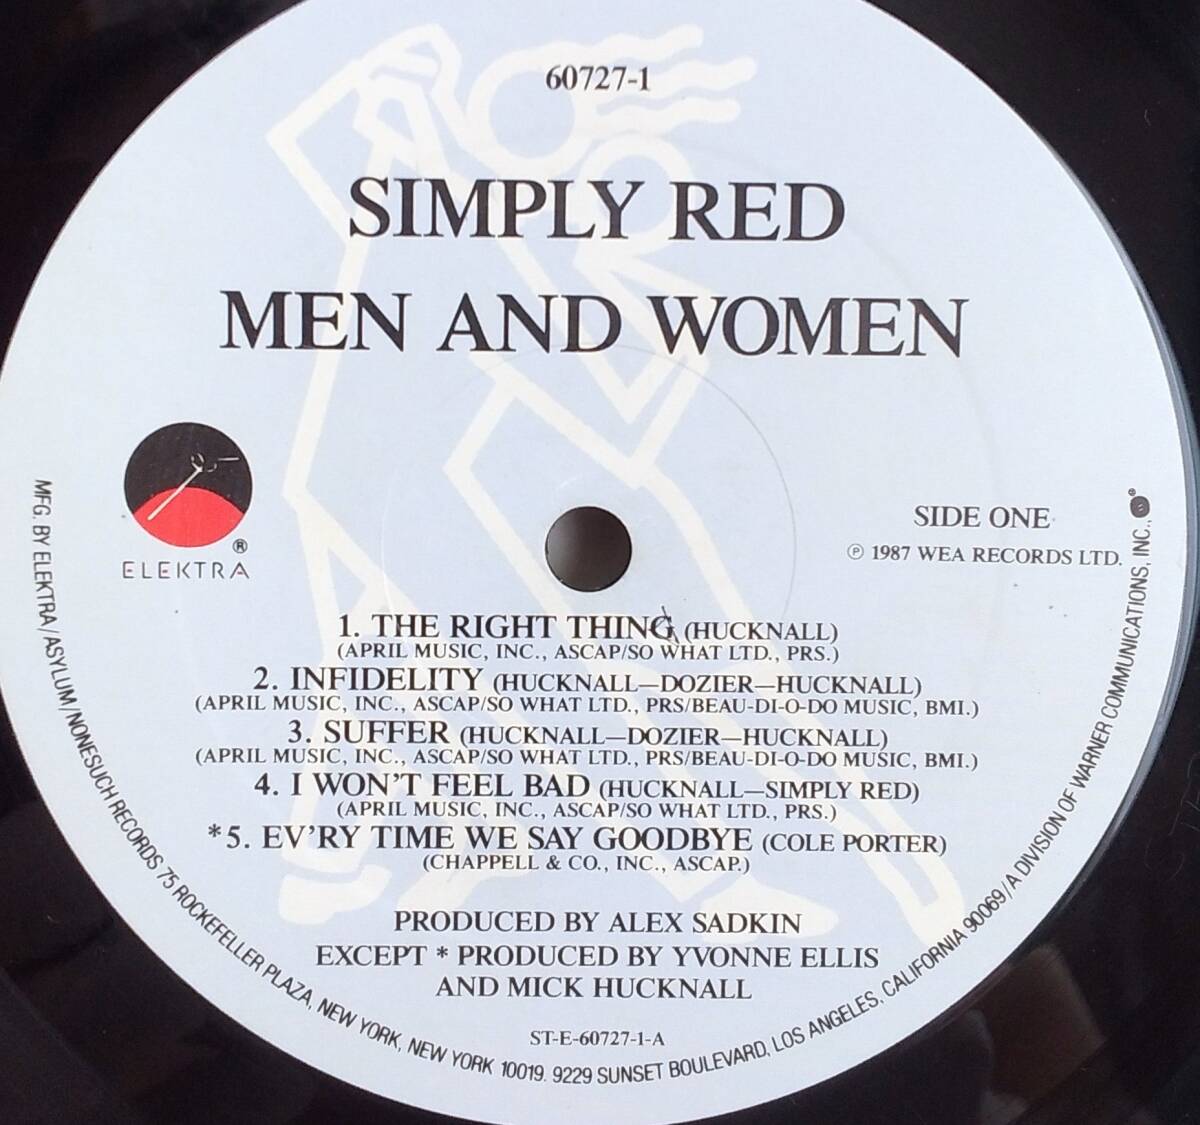 60727-1
SIMPLY RED
MEN AND WOMEN
ELEKTRA®
SIDE ONE
℗ 1987 WEA RECORDS LTD.
1. THE RIGHT THING (HUCKNALL)
(APRIL MUSIC, INC., ASCAP/SO WHAT LTD., PRS.)
2. INFIDELITY (HUCKNALL—DOZIER—HUCKNALL)
(APRIL MUSIC, INC., ASCAP/SO WHAT LTD., PRS/BEAU-DI-O-DO MUSIC, BMI.)
3. SUFFER (HUCKNALL—DOZIER—HUCKNALL)
(APRIL MUSIC, INC., ASCAP/SO WHAT LTD., PRS/BEAU-DI-O-DO MUSIC, BMI.)
4. I WON'T FEEL BAD (HUCKNALL—SIMPLY RED)
(APRIL MUSIC, INC., ASCAP/SO WHAT LTD., PRS.)
*5. EV'RY TIME WE SAY GOODBYE (COLE PORTER)
(CHAPPELL & CO., INC., ASCAP.)
PRODUCED BY ALEX SADKIN
EXCEPT * PRODUCED BY YVONNE ELLIS
AND MICK HUCKNALL
ST-E-60727-1-A
MFG. BY ELEKTRA/ASYLUM/NONESUCH RECORDS 75 ROCKEFELLER PLAZA, NEW YORK, NEW YORK 10019. 9229 SUNSET BOULEVARD, LOS ANGELES, CALIFORNIA 90069/A DIVISION OF WARNER COMMUNICATIONS, INC.,